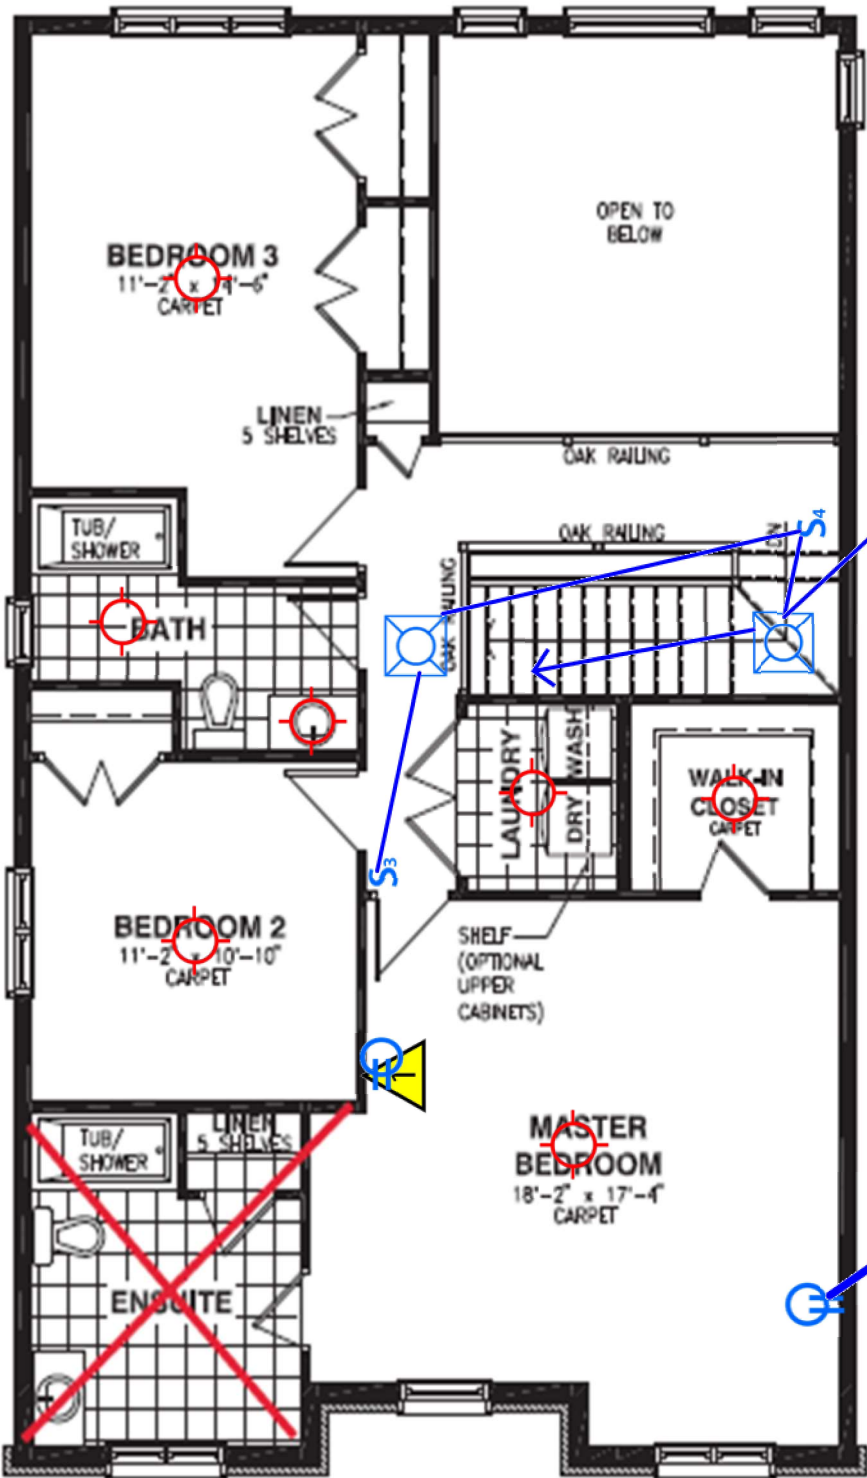 OPEN TO
BELOW
BEDROOM 3
11'-2" x 14'-6"
CARPET
LINEN
5 SHELVES
OAK RAILING
TUB/
SHOWER
OAK RAILING
DN
S4
OAK RAILING
BATH
LAUNDRY
WASH
DRY
WALK-IN
CLOSET
CARPET
S3
BEDROOM 2
11'-2" x 10'-10"
CARPET
SHELF
(OPTIONAL
UPPER
CABINETS)
1
LINEN
5 SHELVES
TUB/
SHOWER
MASTER
BEDROOM
18'-2" x 17'-4"
CARPET
ENSUITE